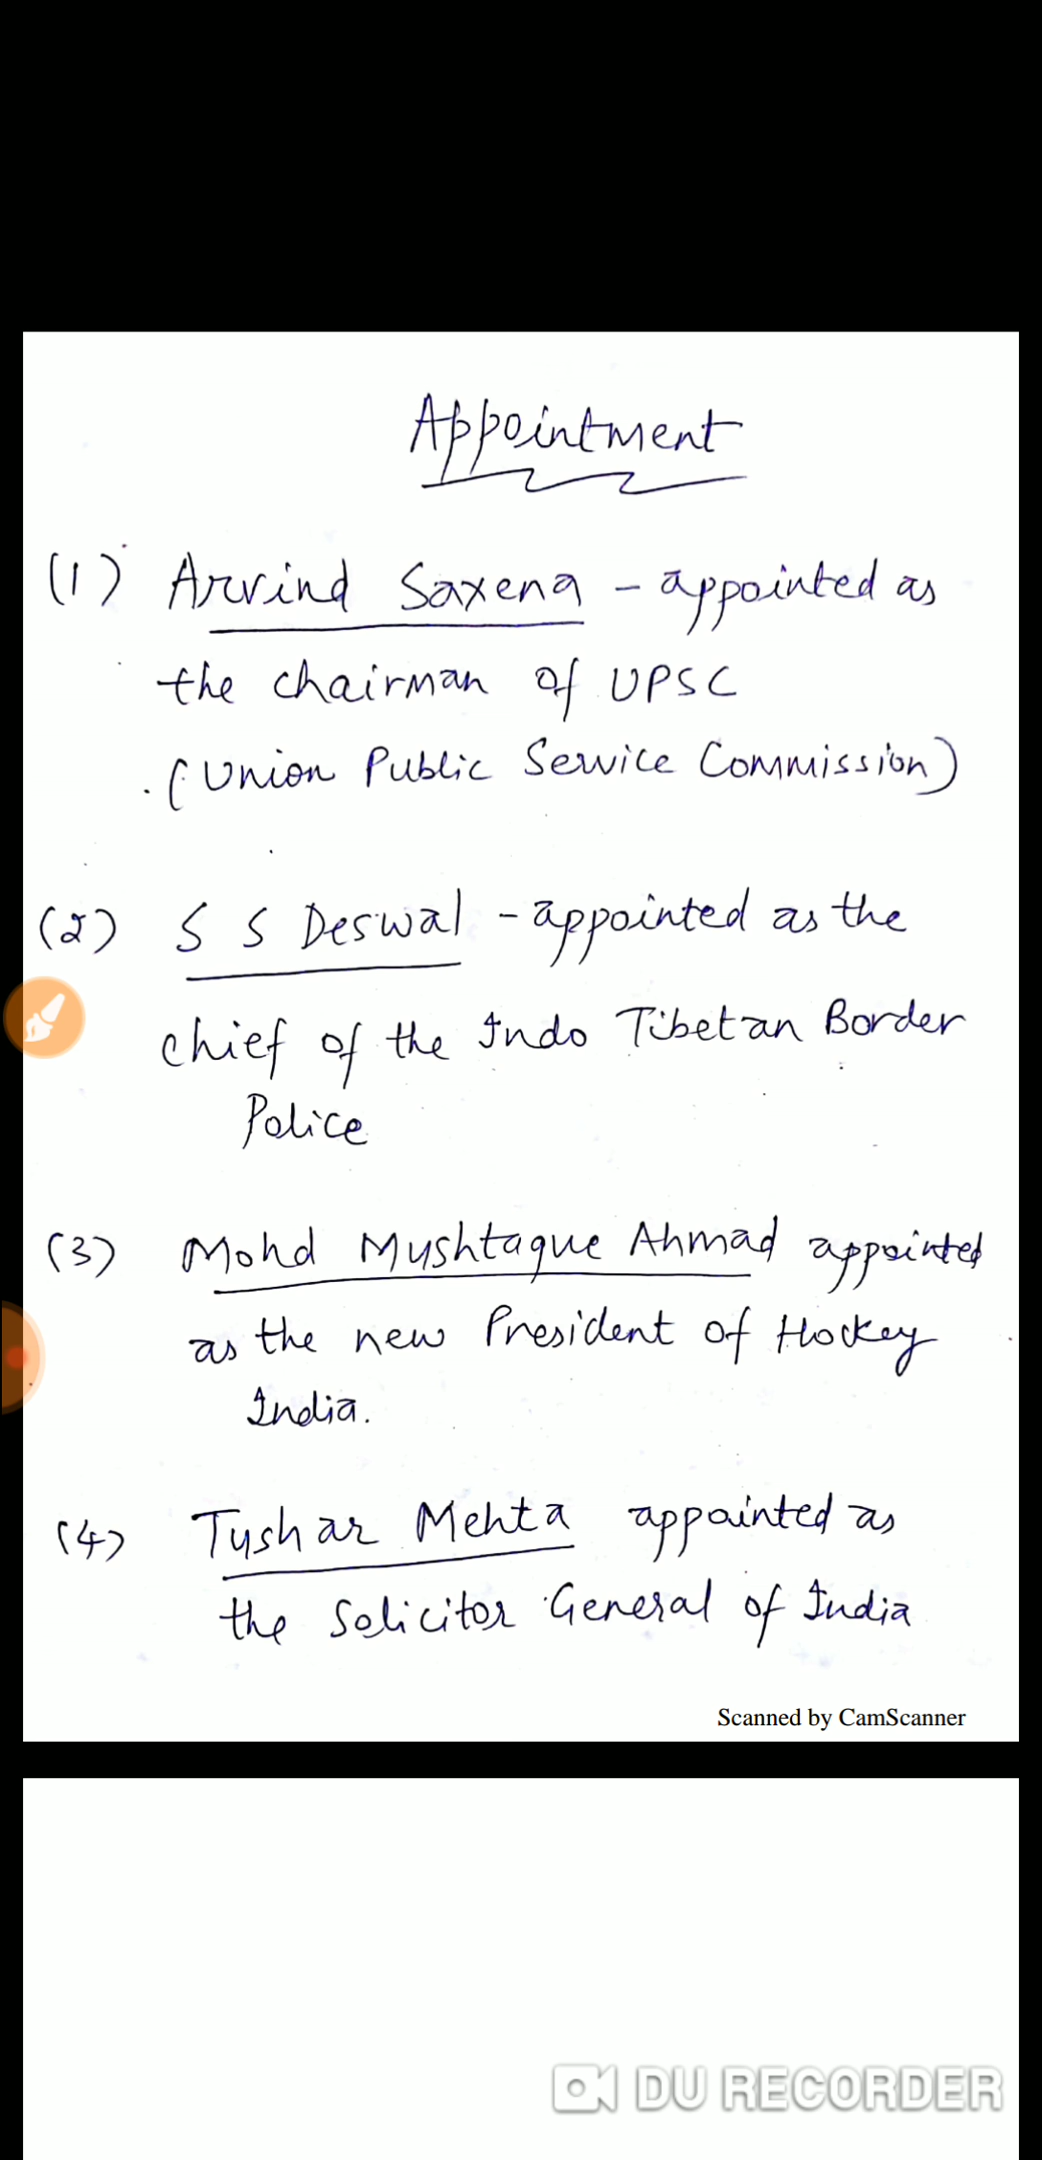 Appointment
(1) Arvind Saxena - appointed as
the chairman of UPSC
(Union Public Service Commission)
(2) S S Deswal - appointed as the
chief of the Indo Tibetan Border
Police
(3) Mohd Mushtaque Ahmad appointed
as the new President of Hockey
India.
(4) Tushar Mehta appointed as
the Solicitor General of India
Scanned by CamScanner
DU RECORDER